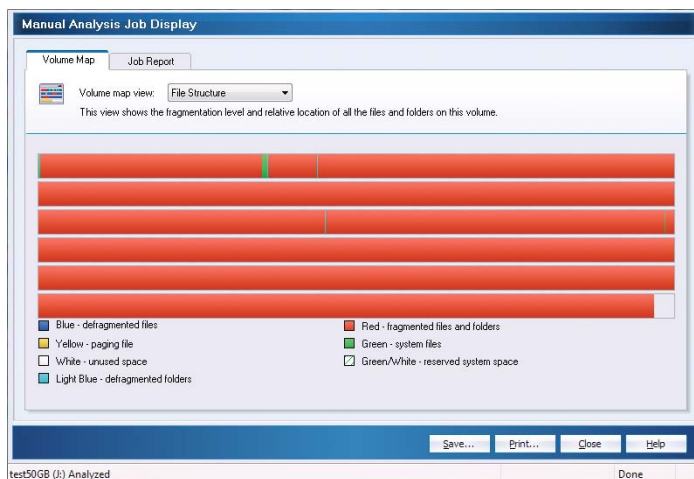 Manual Analysis Job Display
Volume Map
Job Report
Volume map view: File Structure
This view shows the fragmentation level and relative location of all the files and folders on this volume.
Blue - defragmented files
Red - fragmented files and folders
Yellow - paging file
Green - system files
White - unused space
Green/White - reserved system space
Light Blue - defragmented folders
Save... Print... Close Help
test50GB (J:) Analyzed
Done